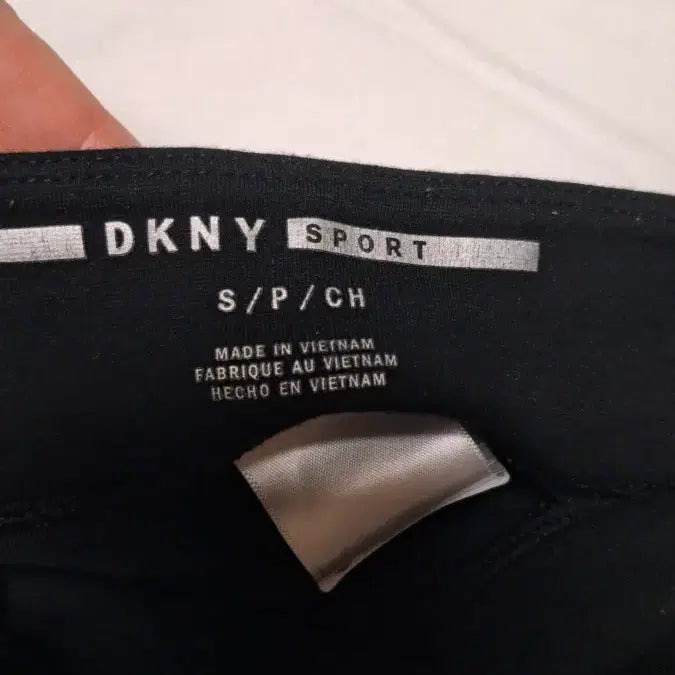 DKNY SPORT
S/P/CH
MADE IN VIETNAM
FABRIQUE AU VIETNAM
HECHO EN VIETNAM